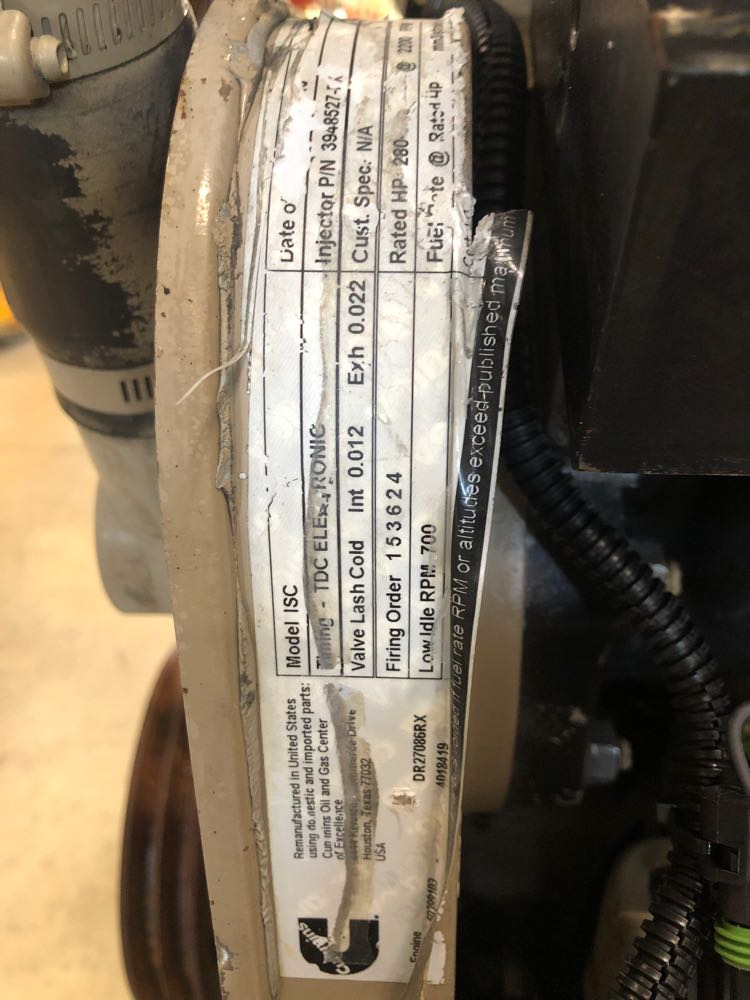 Cummins
Remanufactured in United States
using domestic and imported parts:
Cummins Oil and Gas Center
of Excellence
Drive
Houston, Texas 77032
USA
DR27086RX
4018419
Engine
Model ISC
Timing - TDC ELECTRONIC
Valve Lash Cold Int 0.012 Exh 0.022
Firing Order 1 5 3 6 2 4
Low Idle RPM 700
Date of
Injector P/N 3948527-
Cust. Spec: N/A
Rated HP 280 @ 2200
Fuel Rate @ Rated HP
if fuel rate RPM or altitudes exceed published maximum